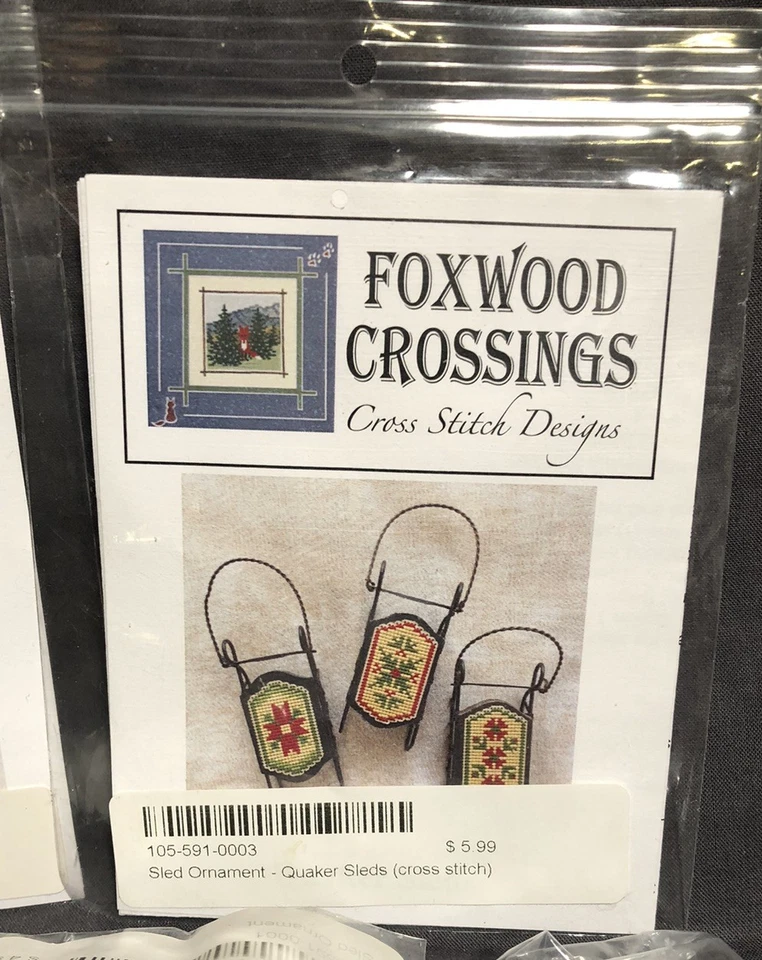 FOXWOOD
CROSSINGS
Cross Stitch Designs
105-591-0003
$ 5.99
Sled Ornament - Quaker Sleds (cross stitch)